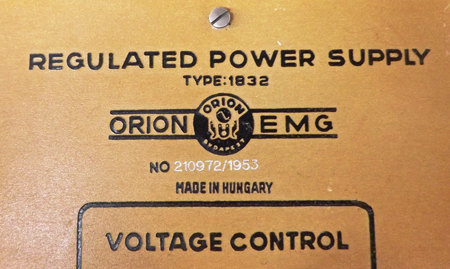 REGULATED POWER SUPPLY
TYPE:1832
ORION
ORION EMG
BUDAPEST
NO 210972/1953
MADE IN HUNGARY
VOLTAGE CONTROL